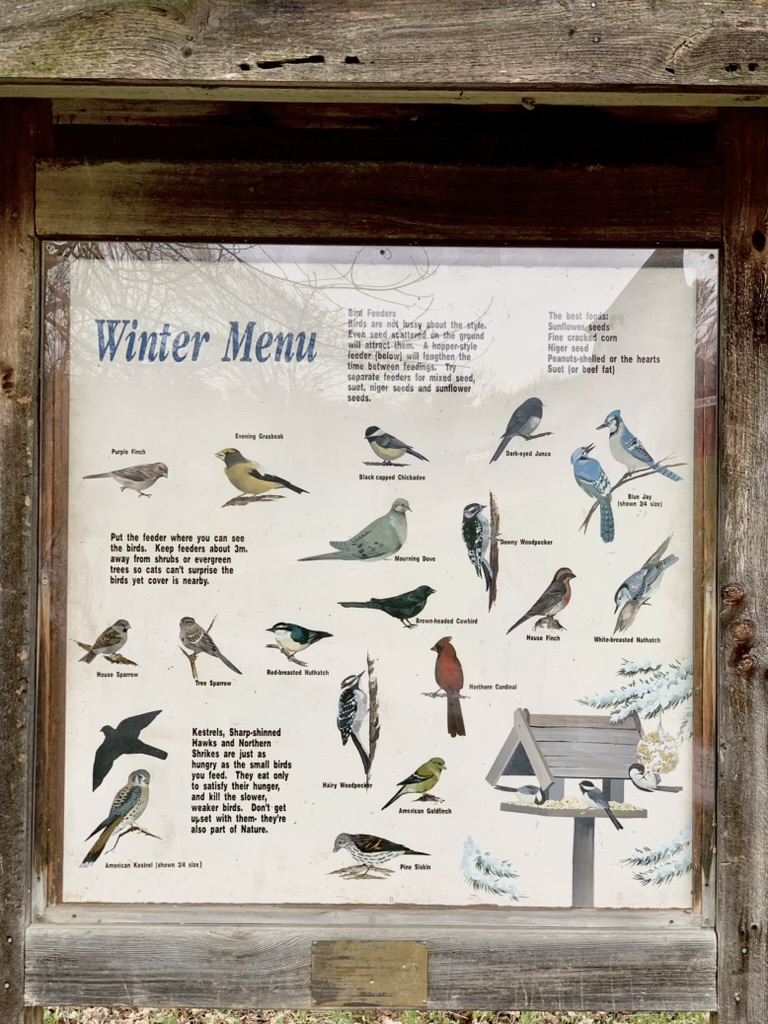 Winter Menu
Bird Feeders
Birds are not fussy about the style.
Even seed scattered on the ground
will attract them. A hopper-style
feeder (below) will lengthen the
time between feedings. Try
separate feeders for mixed seed,
suet, niger seeds and sunflower
seeds.
The best foods:
Sunflower seeds
Fine cracked corn
Niger seed
Peanuts-shelled or the hearts
Suet (or beef fat)
Purple Finch
Evening Grosbeak
Black capped Chickadee
Dark-eyed Junco
Blue Jay
(shown 3/4 size)
Put the feeder where you can see
the birds. Keep feeders about 3m.
away from shrubs or evergreen
trees so cats can't surprise the
birds yet cover is nearby.
Mourning Dove
Downy Woodpecker
Brown-headed Cowbird
House Finch
White-breasted Nuthatch
House Sparrow
Tree Sparrow
Red-breasted Nuthatch
Northern Cardinal
Kestrels, Sharp-shinned
Hawks and Northern
Shrikes are just as
hungry as the small birds
you feed. They eat only
to satisfy their hunger,
and kill the slower,
weaker birds. Don't get
upset with them- they're
also part of Nature.
Hairy Woodpecker
American Goldfinch
American Kestrel (shown 3/4 size)
Pine Siskin